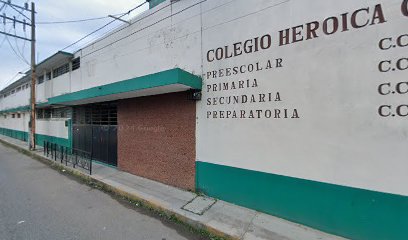 COLEGIO HEROICA C
PREESCOLAR C.C
PRIMARIA C.C
SECUNDARIA C.C
PREPARATORIA C.C